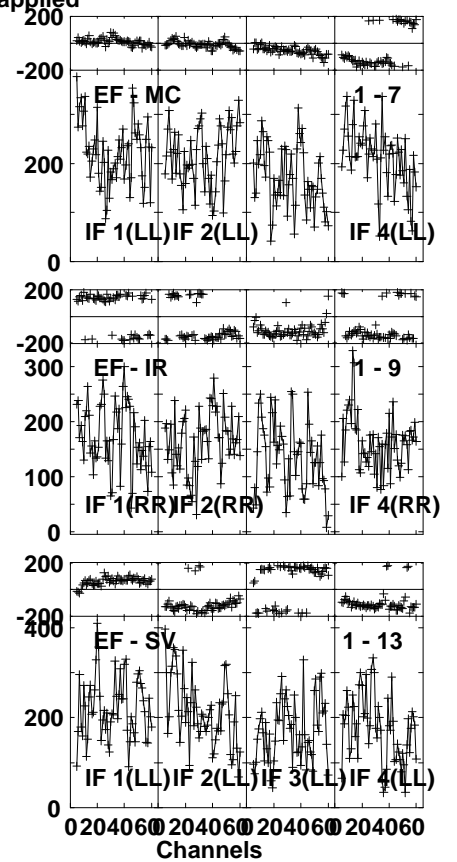 applied
200
-200
EF - MC 1 - 7
200
IF 1(LL) IF 2(LL) IF 4(LL)
0
200
-200
300 EF - IR 1 - 9
200
100
IF 1(RR) IF 2(RR) IF 4(RR)
0
200
-200
400 EF - SV 1 - 13
200
IF 1(LL) IF 2(LL) IF 3(LL) IF 4(LL)
0
0 20 40 60 0 20 40 60 0 20 40 60 0 20 40 60
Channels